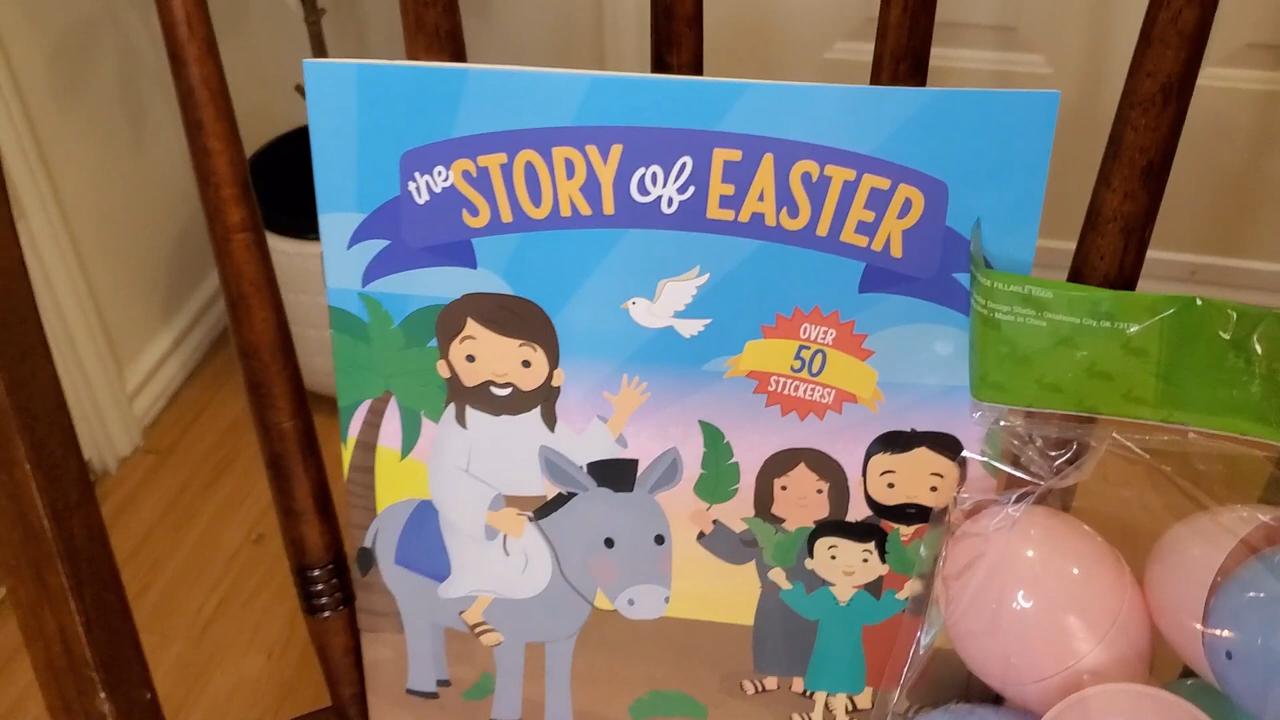 the STORY of EASTER
OVER
50
STICKERS!
FILLABLE EGGS
Design Studio • Oklahoma City, OK
• Made in China